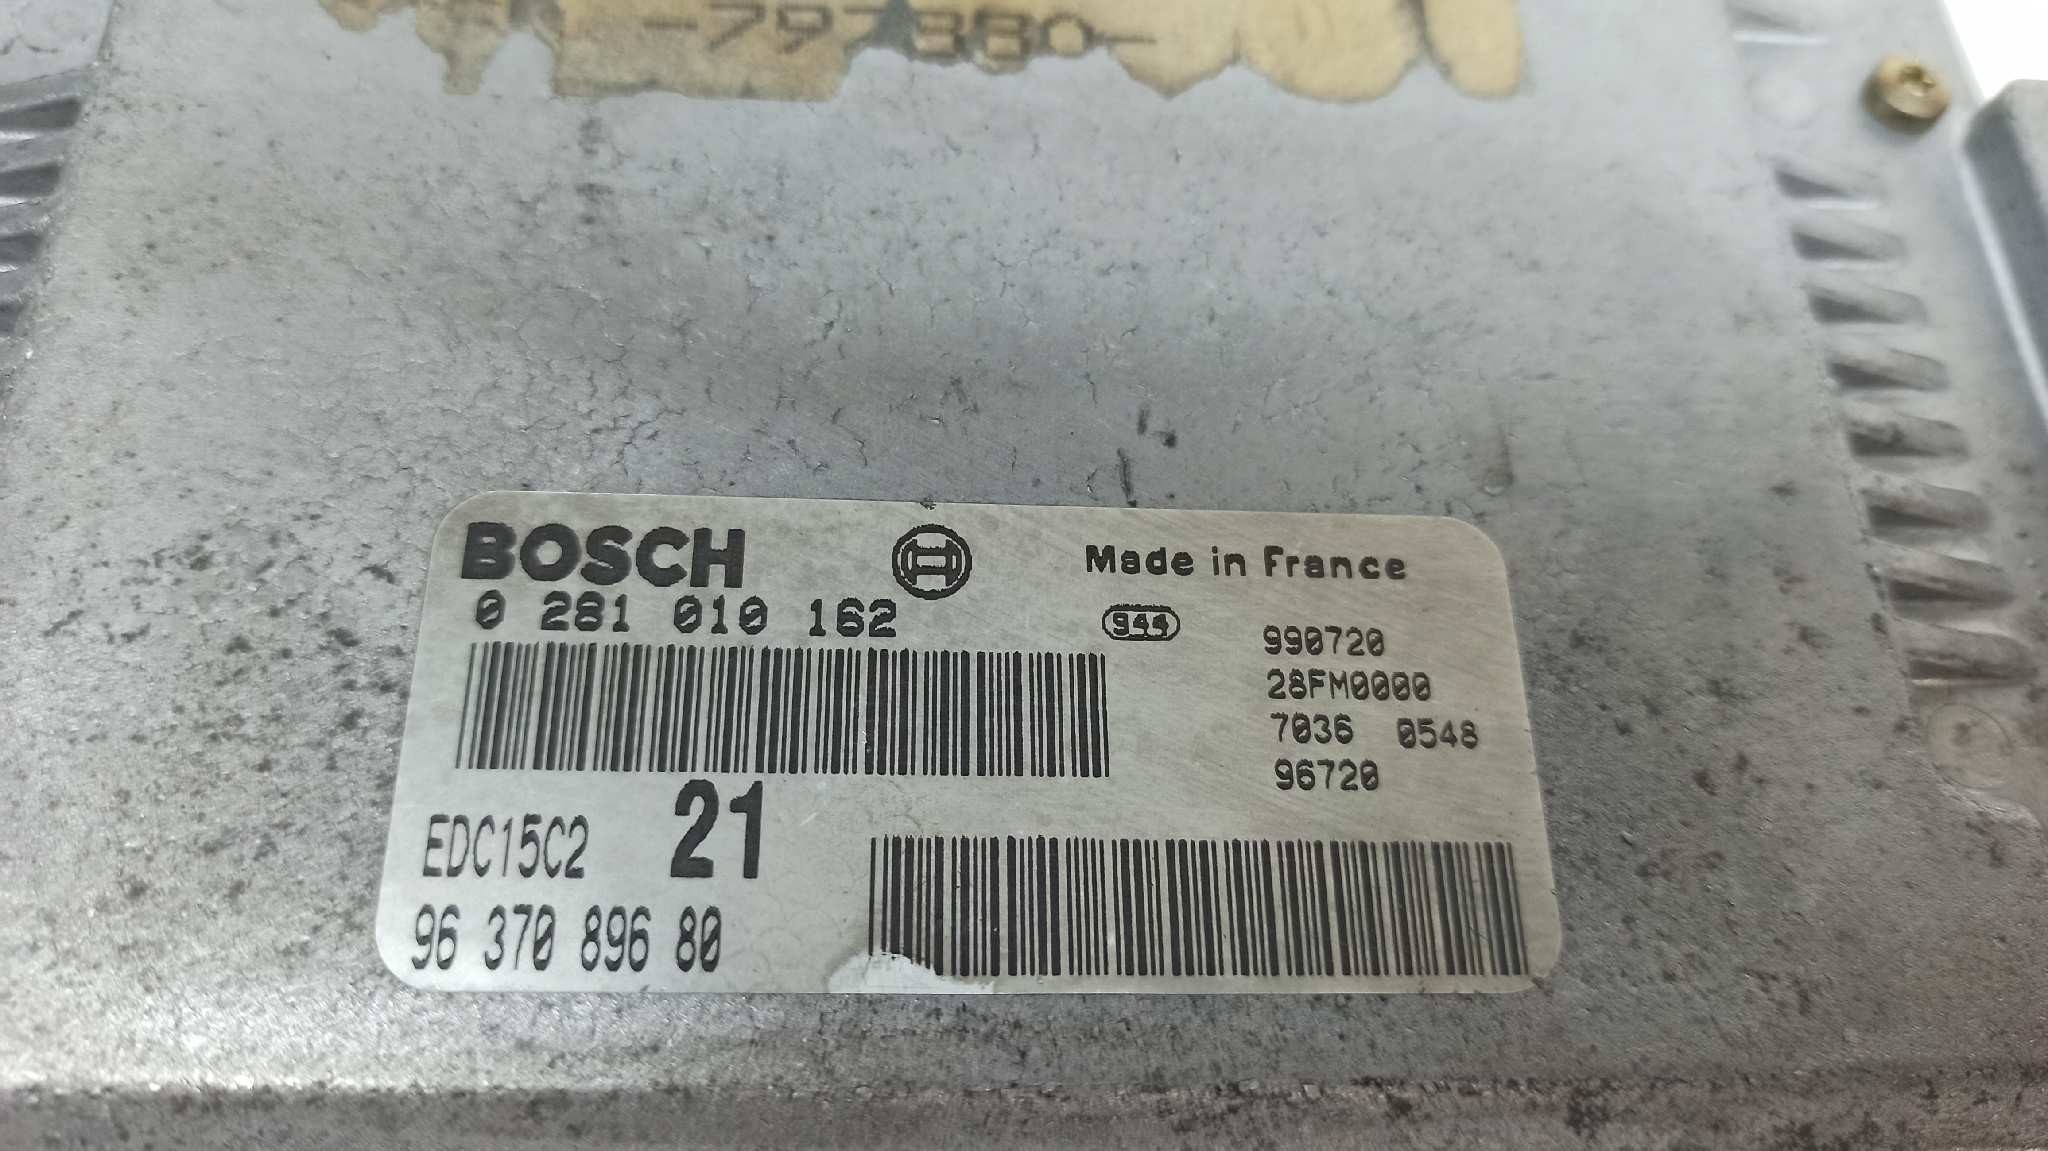 -797880-
BOSCH
Made in France
0 281 010 162
944
990720
28FM0000
7036 0548
96720
EDC15C2
21
96 370 896 80